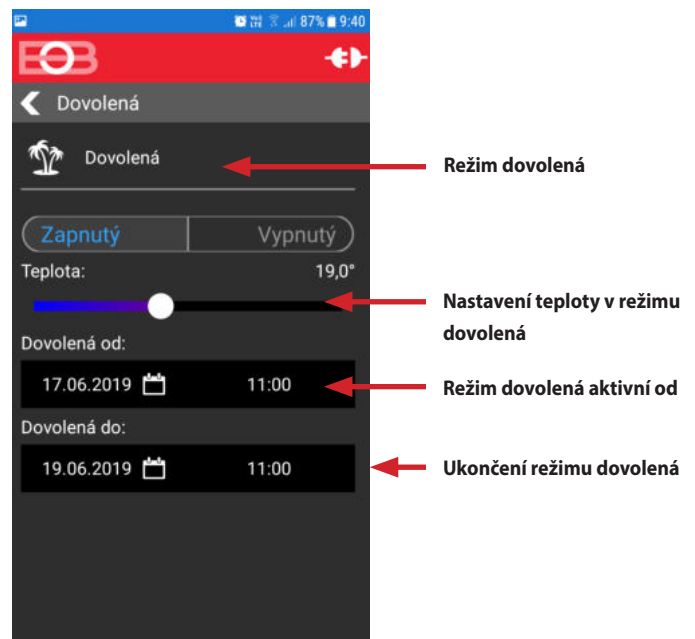 87% 9:40
EOB
Dovolená
Dovolená
Režim dovolená
Zapnutý Vypnutý
Teplota: 19,0°
Nastavení teploty v režimu
dovolená
Dovolená od:
17.06.2019 11:00
Režim dovolená aktivní od
Dovolená do:
19.06.2019 11:00
Ukončení režimu dovolená